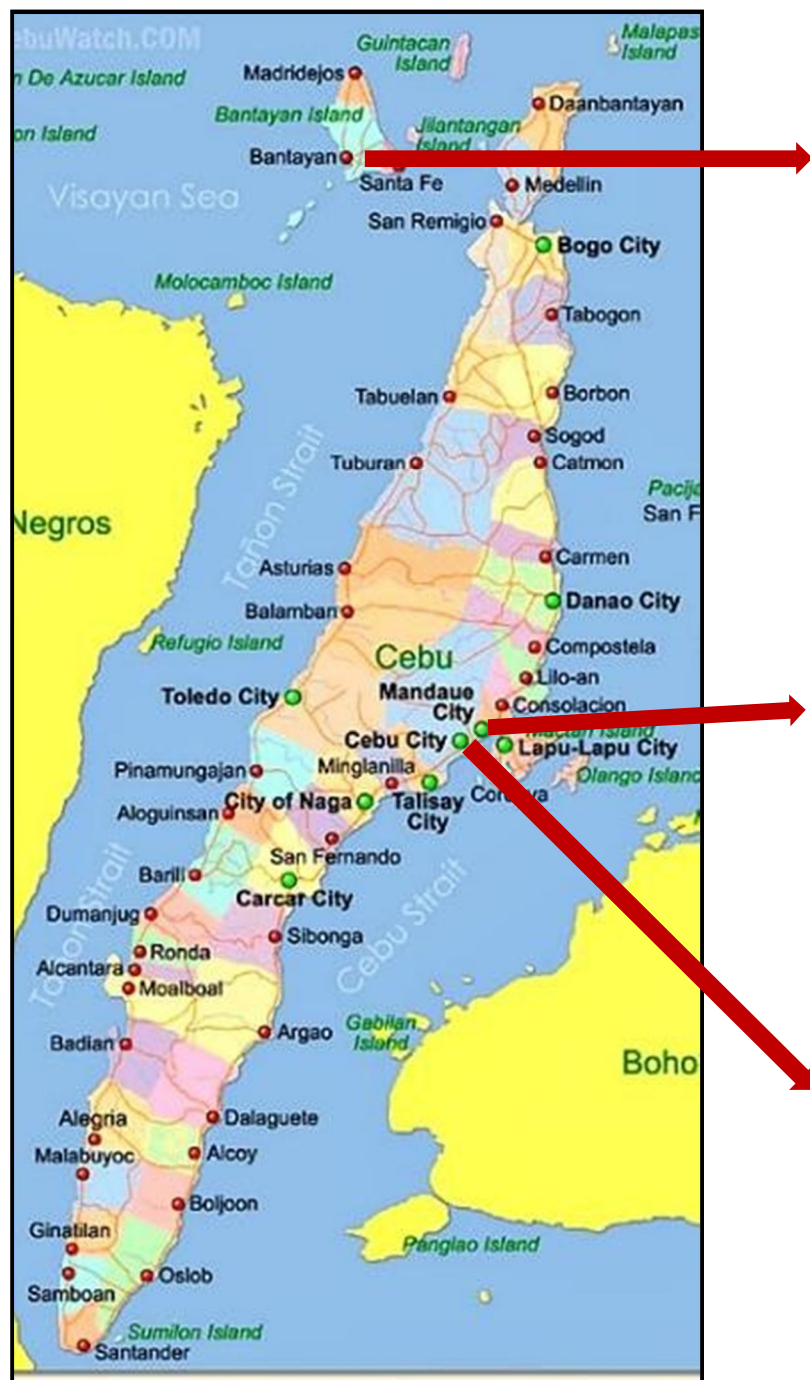 ebuWatch.COM
Guintacan
Island
Malapas
Island
n De Azucar Island
Madridejos
Bantayan Island
Daanbantayan
on Island
Jilantangan
Island
Bantayan
Santa Fe
Medellin
Visayan Sea
San Remigio
Bogo City
Molocamboc Island
Tabogon
Tabuelan
Borbon
Sogod
Tuburan
Catmon
Tañon Strait
Pacijo
San F
Negros
Asturias
Carmen
Balamban
Danao City
Refugio Island
Cebu
Compostela
Lilo-an
Toledo City
Mandaue
City
Consolacion
Mactan Island
Cebu City
Lapu-Lapu City
Pinamungajan
Minglanilla
Olango Island
City of Naga
Talisay
City
Aloguinsan
San Fernando
Barili
Carcar City
Tañon Strait
Dumanjug
Cebu Strait
Sibonga
Ronda
Alcantara
Moalboal
Argao
Gabilan
Island
Badian
Boho
Alegria
Dalaguete
Malabuyoc
Alcoy
Boljoon
Ginatilan
Panglao Island
Samboan
Oslob
Sumilon Island
Santander